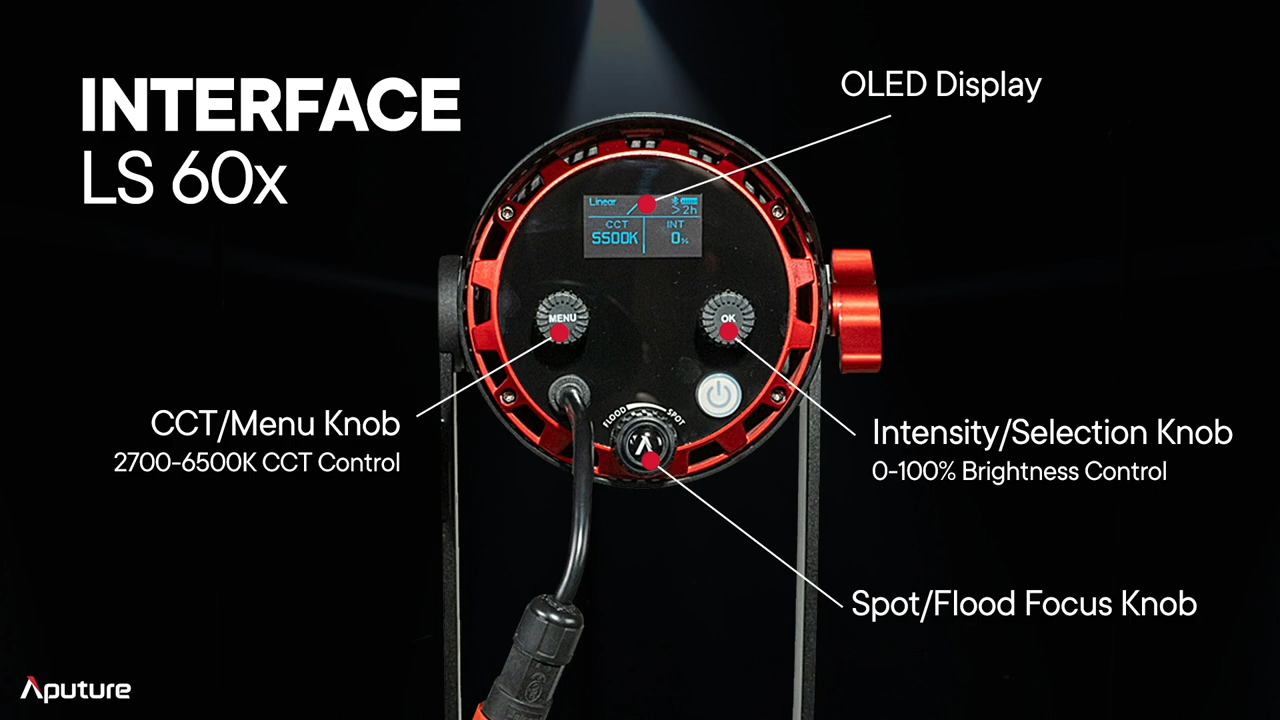 INTERFACE
LS 60x
OLED Display
Linear
>2h
CCT
INT
5500K
0%
MENU
OK
FLOOD
SPOT
CCT/Menu Knob
2700-6500K CCT Control
Intensity/Selection Knob
0-100% Brightness Control
Spot/Flood Focus Knob
Aputure